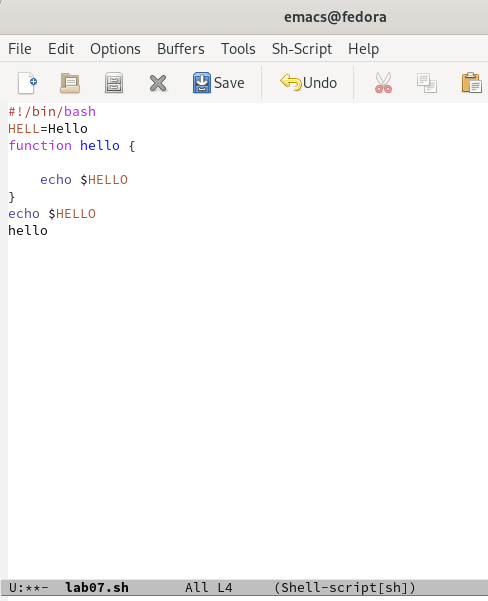 emacs@fedora
File Edit Options Buffers Tools Sh-Script Help
Save Undo
#!/bin/bash
HELL=Hello
function hello {
    echo $HELLO
}
echo $HELLO
hello
U:**-  lab07.sh       All L4     (Shell-script[sh])